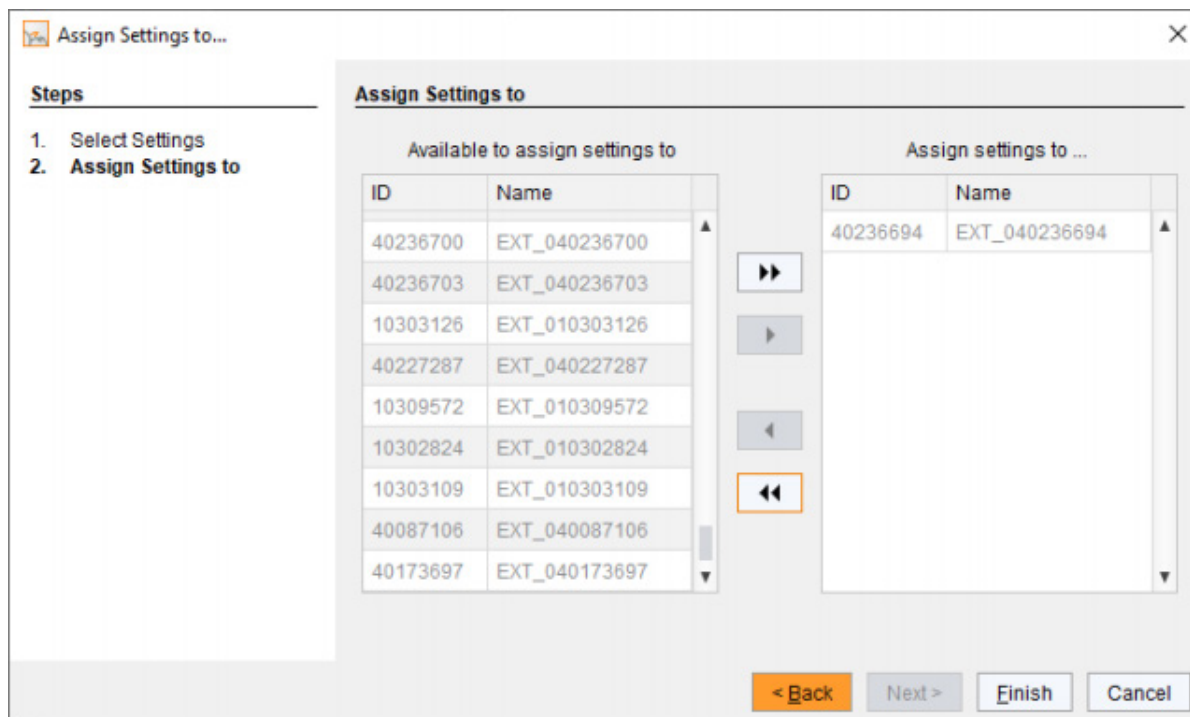 Assign Settings to...
Steps
1. Select Settings
2. Assign Settings to
Assign Settings to
Available to assign settings to
ID Name
40236700 EXT_040236700
40236703 EXT_040236703
10303126 EXT_010303126
40227287 EXT_040227287
10309572 EXT_010309572
10302824 EXT_010302824
10303109 EXT_010303109
40087106 EXT_040087106
40173697 EXT_040173697
Assign settings to ...
ID Name
40236694 EXT_040236694
< Back Next > Finish Cancel